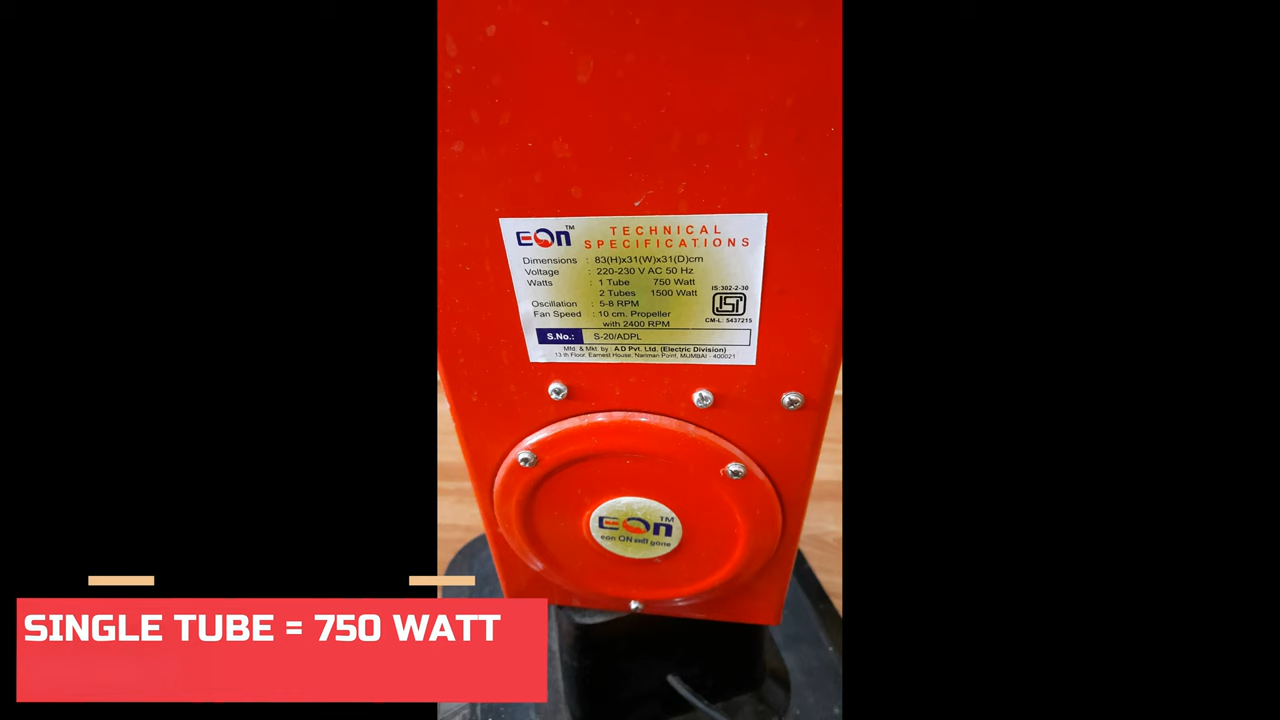 EON™ TECHNICAL
SPECIFICATIONS
Dimensions : 83(H)x31(W)x31(D)cm
Voltage : 220-230 V AC 50 Hz
Watts : 1 Tube 750 Watt
2 Tubes 1500 Watt
Oscillation : 5-8 RPM
Fan Speed : 10 cm. Propeller
with 2400 RPM
IS:302-2-30
ISI
CM-L: 5437215
S.No.: S-20/ADPL
Mfd. & Mkt. by : A D Pvt. Ltd. (Electric Division)
13 th Floor, Earnest House, Nariman Point, MUMBAI - 400021
EOn™
eon ON सर्दी gone
SINGLE TUBE = 750 WATT